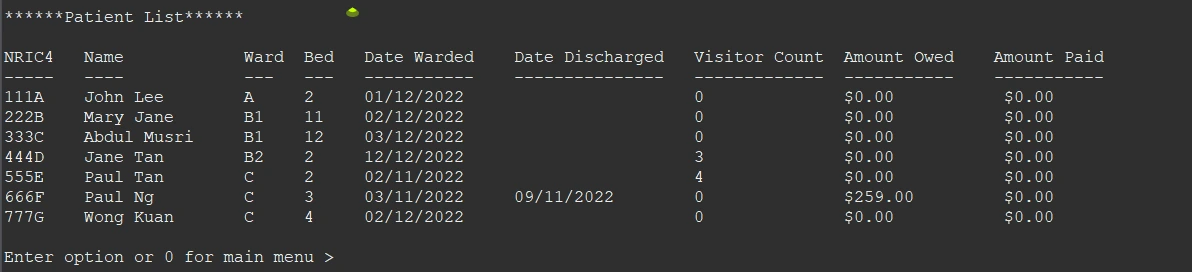 ******Patient List******
NRIC4   Name            Ward  Bed   Date Warded    Date Discharged   Visitor Count  Amount Owed    Amount Paid
-----   ----            ---   ---   -----------    ---------------   -------------  -----------    -----------
111A    John Lee        A     2     01/12/2022                       0              $0.00           $0.00
222B    Mary Jane       B1    11    02/12/2022                       0              $0.00           $0.00
333C    Abdul Musri     B1    12    03/12/2022                       0              $0.00           $0.00
444D    Jane Tan        B2    2     12/12/2022                       3              $0.00           $0.00
555E    Paul Tan        C     2     02/11/2022                       4              $0.00           $0.00
666F    Paul Ng         C     3     03/11/2022     09/11/2022        0              $259.00         $0.00
777G    Wong Kuan       C     4     02/12/2022                       0              $0.00           $0.00
Enter option or 0 for main menu >